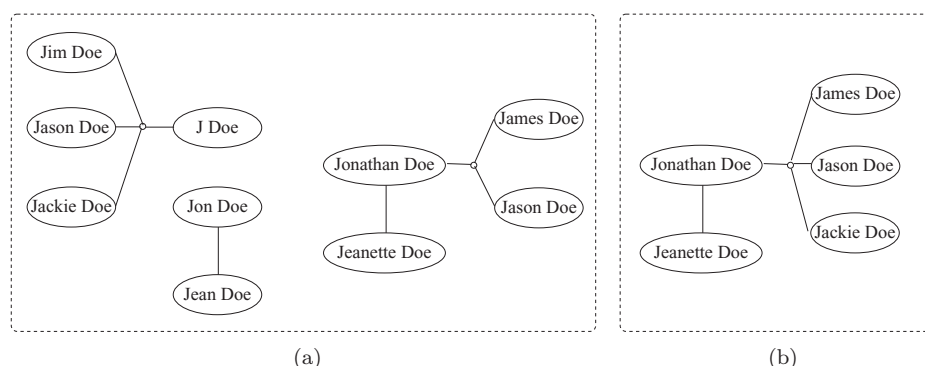 Jim Doe
Jason Doe
J Doe
Jackie Doe
Jon Doe
Jean Doe
James Doe
Jonathan Doe
Jason Doe
Jeanette Doe
(a)
James Doe
Jonathan Doe
Jason Doe
Jackie Doe
Jeanette Doe
(b)